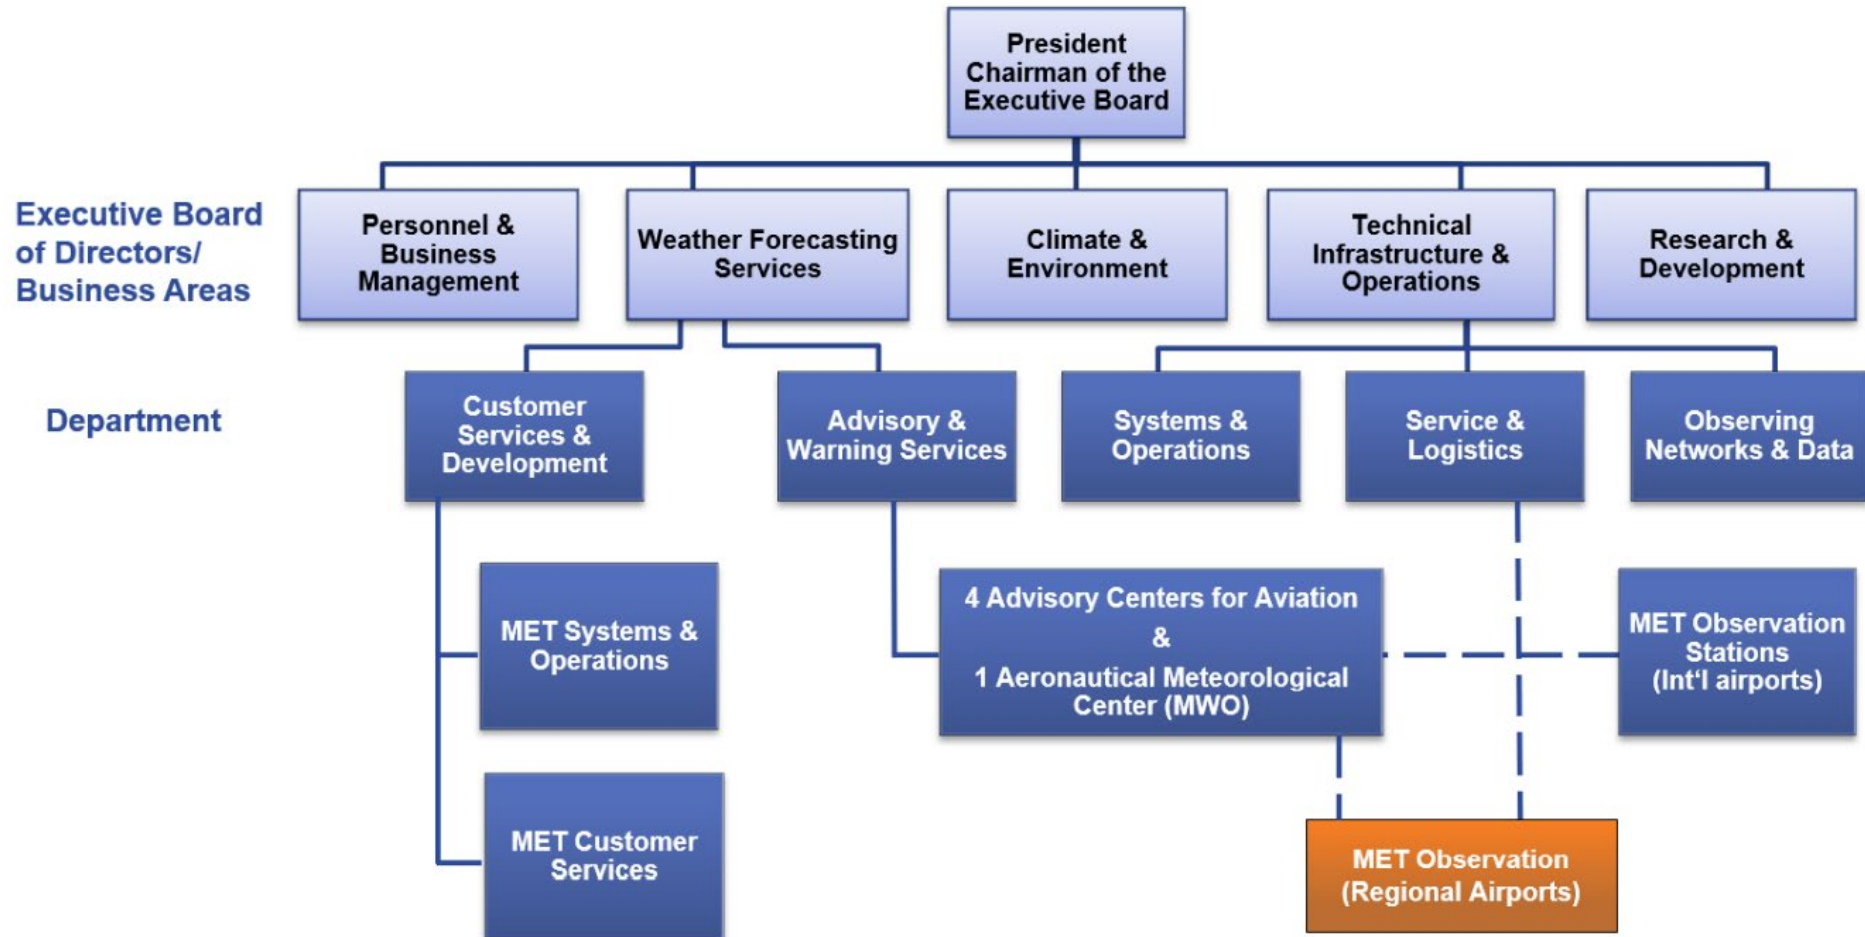 President
Chairman of the
Executive Board
Executive Board
of Directors/
Business Areas
Personnel &
Business
Management
Weather Forecasting
Services
Climate &
Environment
Technical
Infrastructure &
Operations
Research &
Development
Department
Customer
Services &
Development
Advisory &
Warning Services
Systems &
Operations
Service &
Logistics
Observing
Networks & Data
MET Systems &
Operations
4 Advisory Centers for Aviation
&
1 Aeronautical Meteorological
Center (MWO)
MET Observation
Stations
(Int‘l airports)
MET Customer
Services
MET Observation
(Regional Airports)